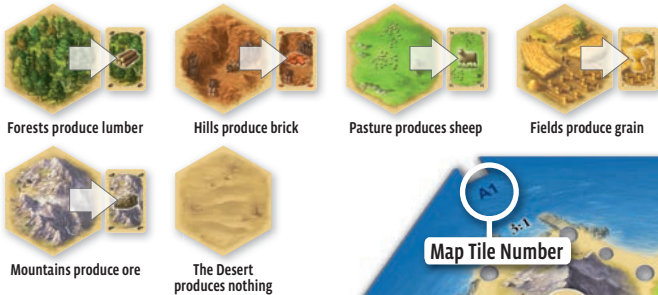 Forests produce lumber
Hills produce brick
Pasture produces sheep
Fields produce grain
Mountains produce ore
The Desert
produces nothing
A1
3:1
Map Tile Number